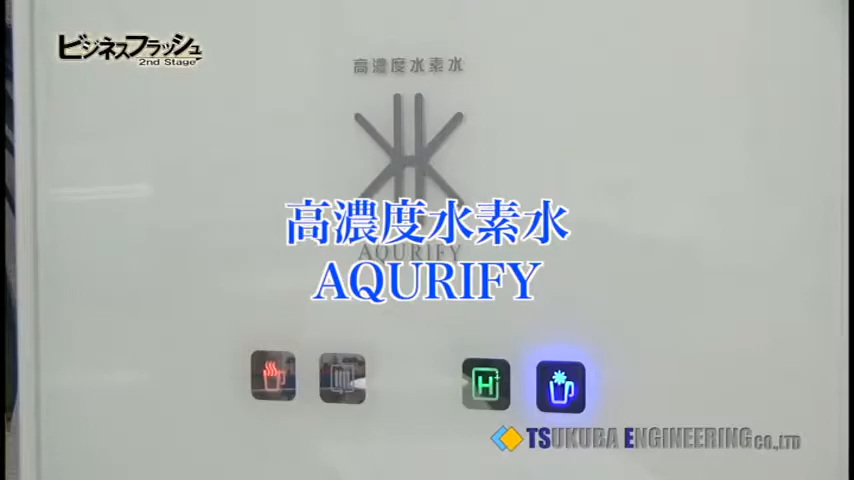 ビジネスフラッシュ
2nd Stage
高濃度水素水
高濃度水素水
AQURIFY
AQURIFY
H+
TSUKUBA ENGINEERING CO.,LTD